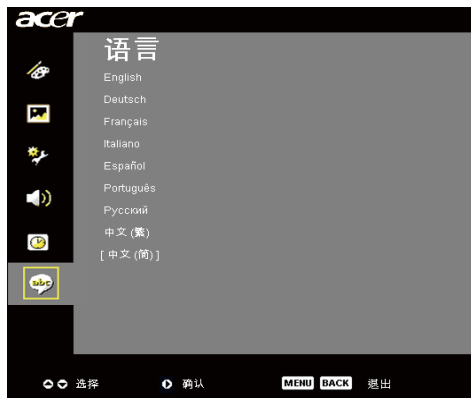 acer
语言
English
Deutsch
Français
Italiano
Español
Português
Русский
中文 (繁)
[ 中文 (简) ]
abc
选择 确认 MENU BACK 退出